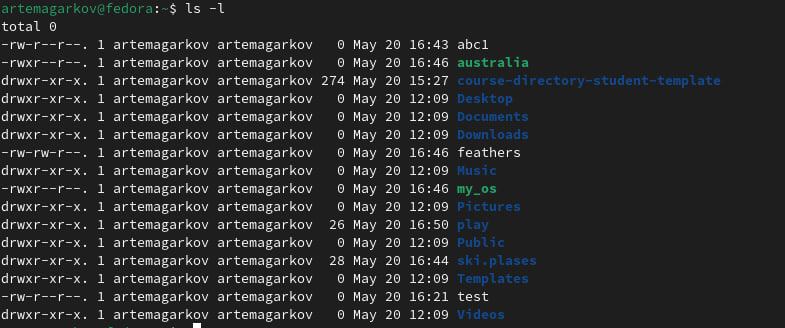 artemagarkov@fedora:~$ ls -l
total 0
-rw-r--r--. 1 artemagarkov artemagarkov   0 May 20 16:43 abc1
-rwxr--r--. 1 artemagarkov artemagarkov   0 May 20 16:46 australia
drwxr-xr-x. 1 artemagarkov artemagarkov 274 May 20 15:27 course-directory-student-template
drwxr-xr-x. 1 artemagarkov artemagarkov   0 May 20 12:09 Desktop
drwxr-xr-x. 1 artemagarkov artemagarkov   0 May 20 12:09 Documents
drwxr-xr-x. 1 artemagarkov artemagarkov   0 May 20 12:09 Downloads
-rw-rw-r--. 1 artemagarkov artemagarkov   0 May 20 16:46 feathers
drwxr-xr-x. 1 artemagarkov artemagarkov   0 May 20 12:09 Music
-rwxr--r--. 1 artemagarkov artemagarkov   0 May 20 16:46 my_os
drwxr-xr-x. 1 artemagarkov artemagarkov   0 May 20 12:09 Pictures
drwxr-xr-x. 1 artemagarkov artemagarkov  26 May 20 16:50 play
drwxr-xr-x. 1 artemagarkov artemagarkov   0 May 20 12:09 Public
drwxr-xr-x. 1 artemagarkov artemagarkov  28 May 20 16:44 ski.plases
drwxr-xr-x. 1 artemagarkov artemagarkov   0 May 20 12:09 Templates
-rw-r--r--. 1 artemagarkov artemagarkov   0 May 20 16:21 test
drwxr-xr-x. 1 artemagarkov artemagarkov   0 May 20 12:09 Videos